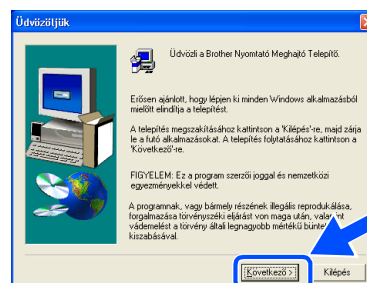 Üdvözöljük
Üdvözli a Brother Nyomtató Meghajtó Telepítő.
Erősen ajánlott, hogy lépjen ki minden Windows alkalmazásból
mielőtt elindítja a telepítést.
A telepítés megszakításához kattintson a 'Kilépés'-re, majd zárja
le a futó alkalmazásokat. A telepítés folytatásához kattintson a
'Következő'-re.
FIGYELEM: Ez a program szerzői joggal és nemzetközi
egyezményekkel védett.
A programnak, vagy bármely részének illegális reprodukálása,
forgalmazása törvényszéki eljárást von maga után, valamint
vádemelést a törvény általi legnagyobb mértékű
kiszabásával.
Következő >
Kilépés